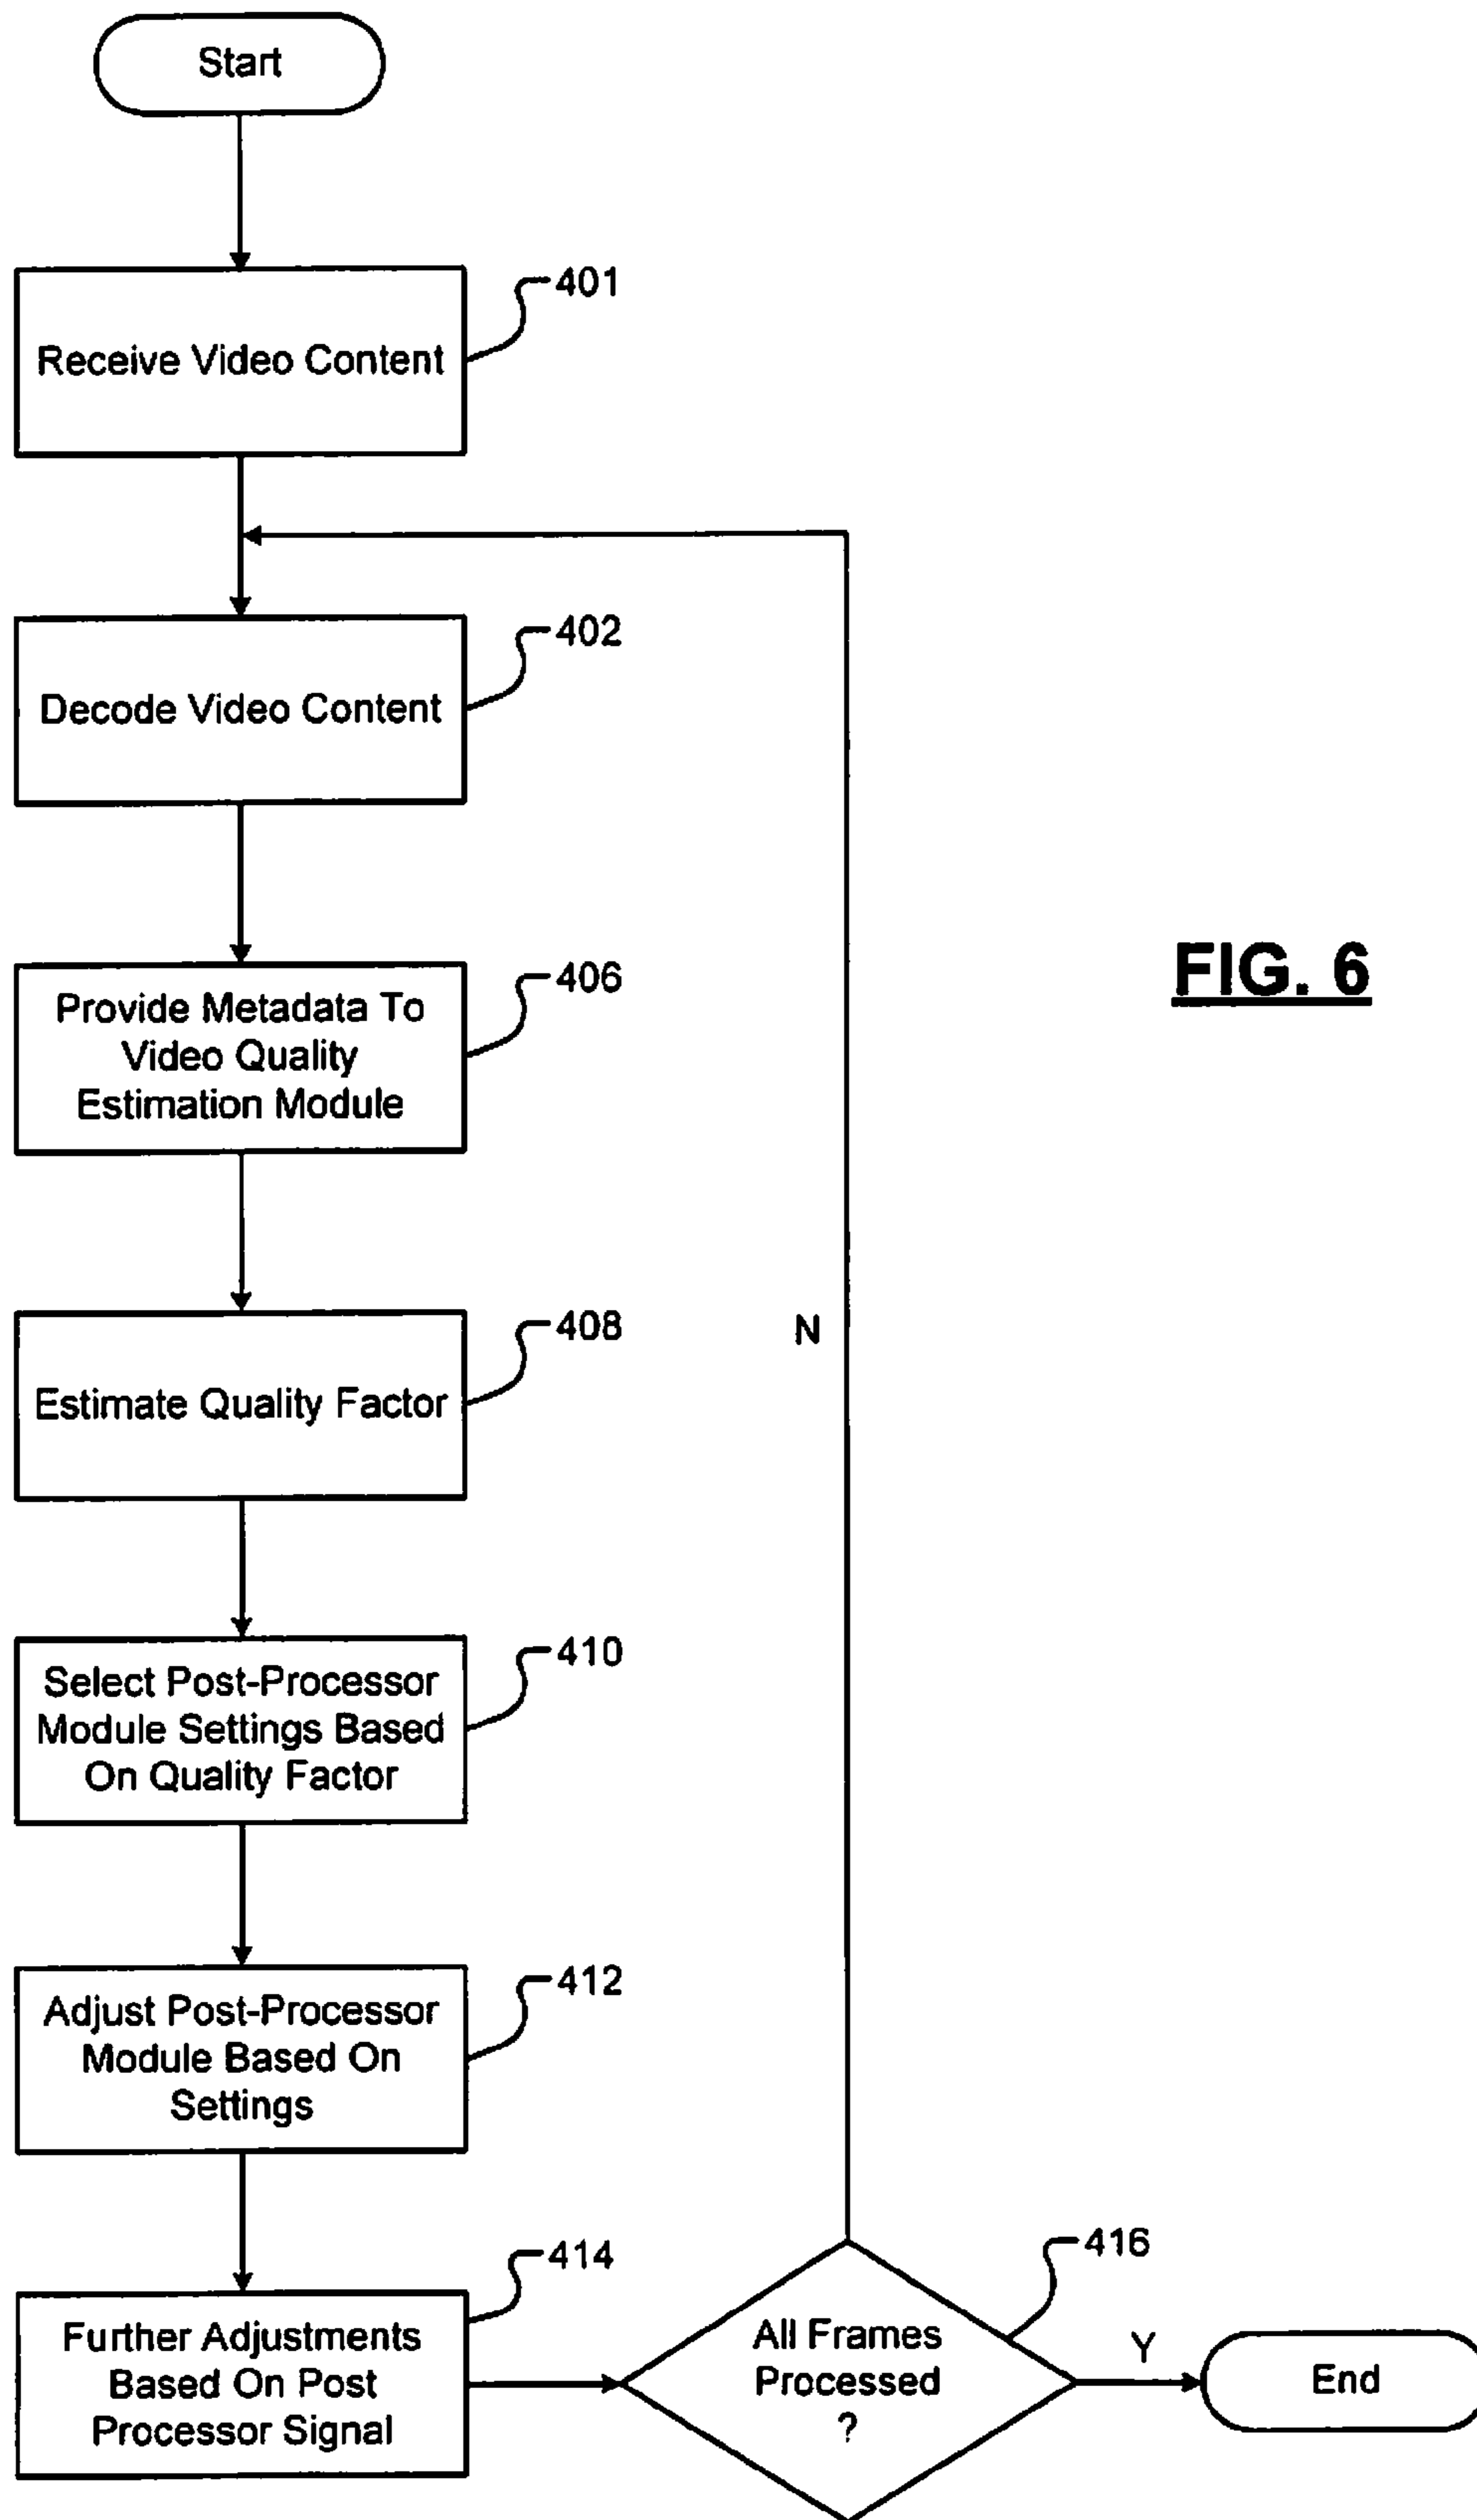 Start
401
Receive Video Content
402
Decode Video Content
406
Provide Metadata To
Video Quality
Estimation Module
FIG. 6
408
N
Estimate Quality Factor
410
Select Post-Processor
Module Settings Based
On Quality Factor
412
Adjust Post-Processor
Module Based On
Settings
414
Further Adjustments
Based On Post
Processor Signal
416
All Frames
Processed
?
Y
End